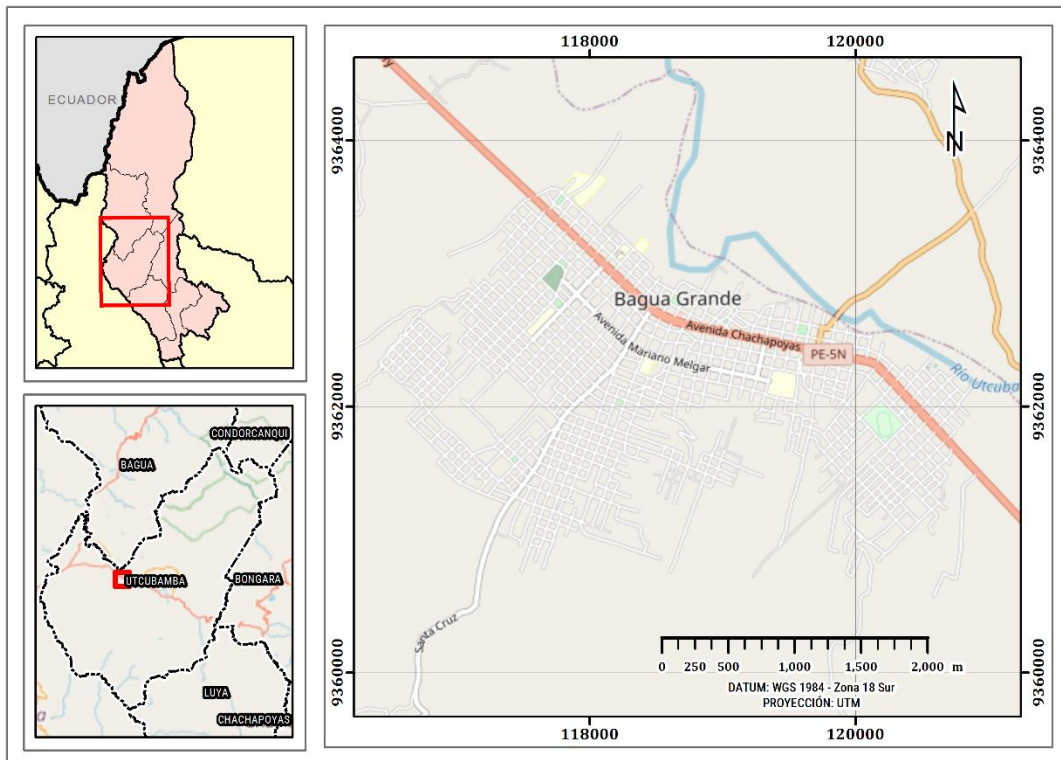 ECUADOR
CONDORCANQUI
BAGUA
UTCUBAMBA
BONGARA
LUYA
CHACHAPOYAS
118000
120000
9364000
9364000
N
Bagua Grande
Avenida Chachapoyas
Avenida Mariano Melgar
PE-5N
Río Utcuba
9362000
9362000
Santa Cruz
0 250 500 1,000 1,500 2,000 m
DATUM: WGS 1984 - Zona 18 Sur
PROYECCIÓN: UTM
9360000
9360000
118000
120000